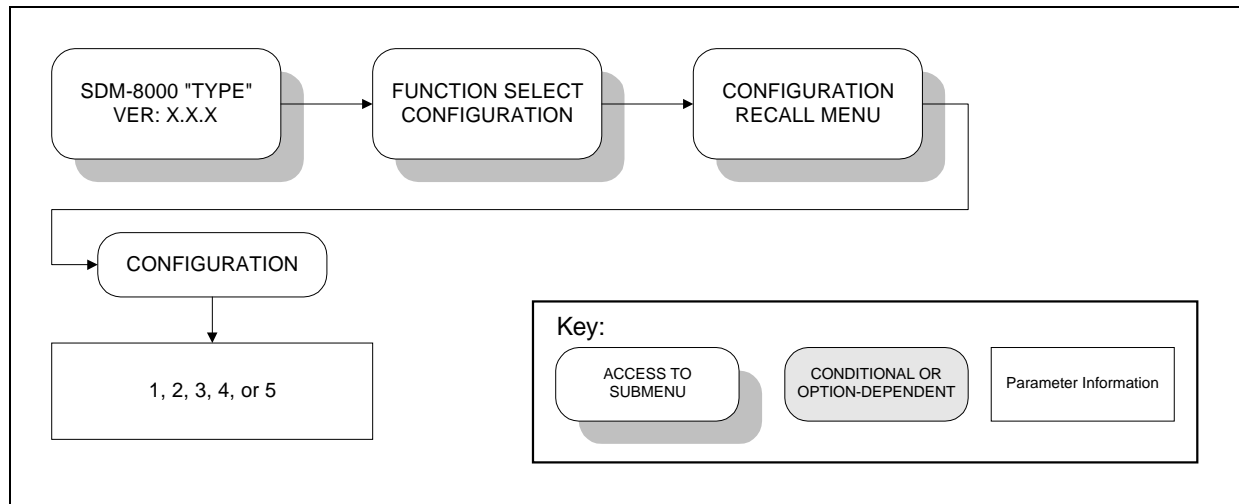 SDM-8000 "TYPE"
VER: X.X.X
FUNCTION SELECT
CONFIGURATION
CONFIGURATION
RECALL MENU
CONFIGURATION
1, 2, 3, 4, or 5
Key:
ACCESS TO
SUBMENU
CONDITIONAL OR
OPTION-DEPENDENT
Parameter Information